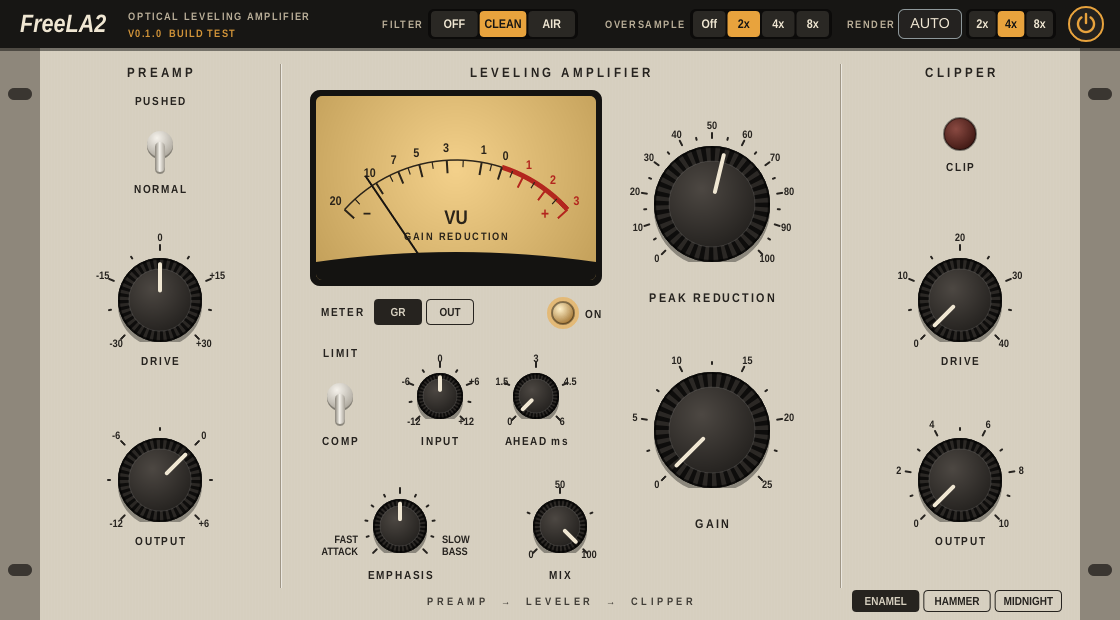 FreeLA2
OPTICAL LEVELING AMPLIFIER
V0.1.0 BUILD TEST
FILTER OFF CLEAN AIR
OVERSAMPLE Off 2x 4x 8x
RENDER AUTO 2x 4x 8x
PREAMP
PUSHED
NORMAL
-30 -15 0 +15 +30
DRIVE
-12 -6 0 +6
OUTPUT
LEVELING AMPLIFIER
20 10 7 5 3 1 0 1 2 3
− +
VU
GAIN REDUCTION
METER GR OUT
ON
0 10 20 30 40 50 60 70 80 90 100
PEAK REDUCTION
LIMIT
COMP
-12 -6 0 +6 +12
INPUT
0 1.5 3 4.5 6
AHEAD ms
0 5 10 15 20 25
GAIN
FAST
ATTACK
SLOW
BASS
EMPHASIS
0 50 100
MIX
PREAMP → LEVELER → CLIPPER
CLIPPER
CLIP
0 10 20 30 40
DRIVE
0 2 4 6 8 10
OUTPUT
ENAMEL HAMMER MIDNIGHT